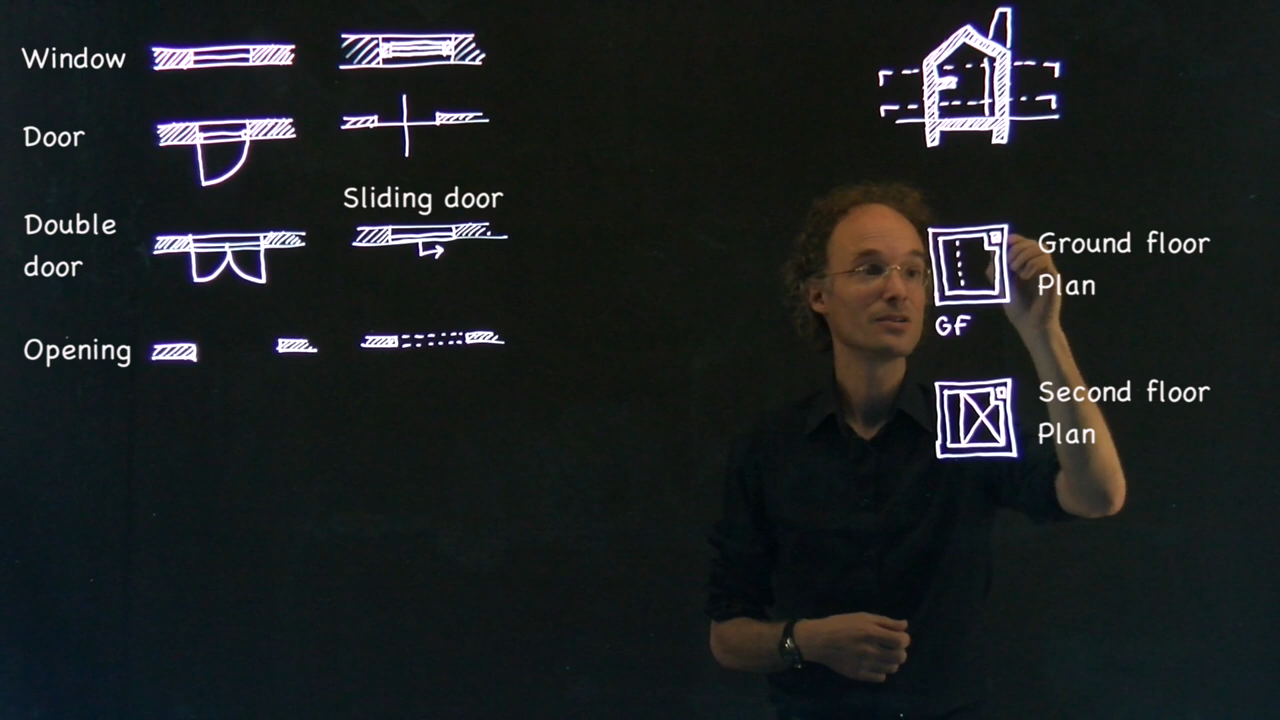 Window
Door
Sliding door
Double
door
Opening
Ground floor
Plan
GF
Second floor
Plan